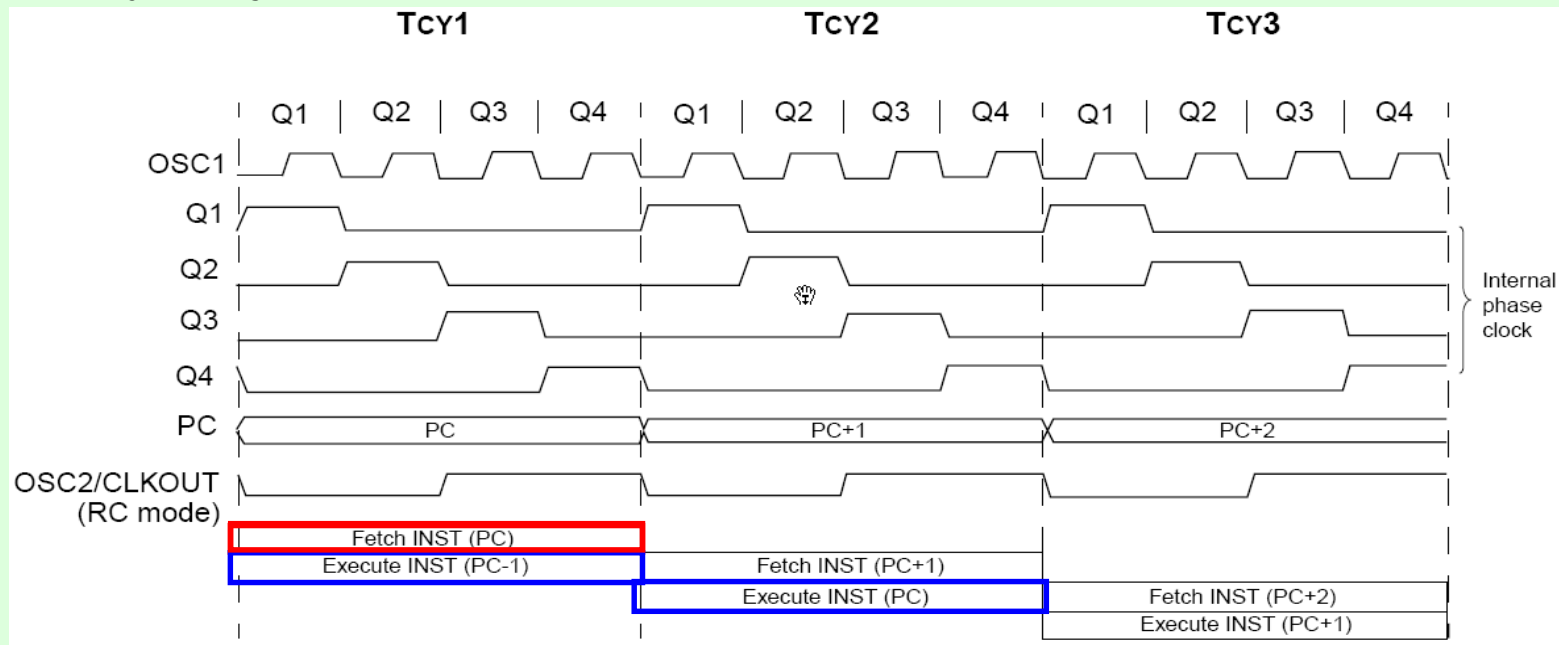 TCY1 TCY2 TCY3
Q1 Q2 Q3 Q4 Q1 Q2 Q3 Q4 Q1 Q2 Q3 Q4
OSC1
Q1
Q2
Internal
phase
clock
Q3
Q4
PC PC PC+1 PC+2
OSC2/CLKOUT
(RC mode)
Fetch INST (PC)
Execute INST (PC-1) Fetch INST (PC+1)
Execute INST (PC) Fetch INST (PC+2)
Execute INST (PC+1)